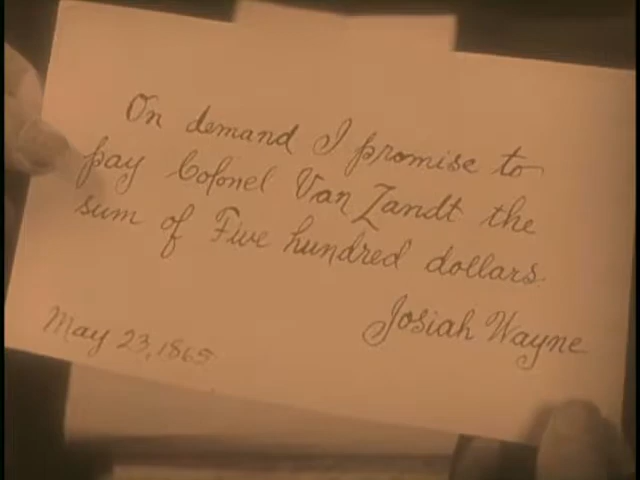 On demand I promise to
pay Colonel Van Zandt the
sum of Five hundred dollars.
Josiah Wayne
May 23, 1865